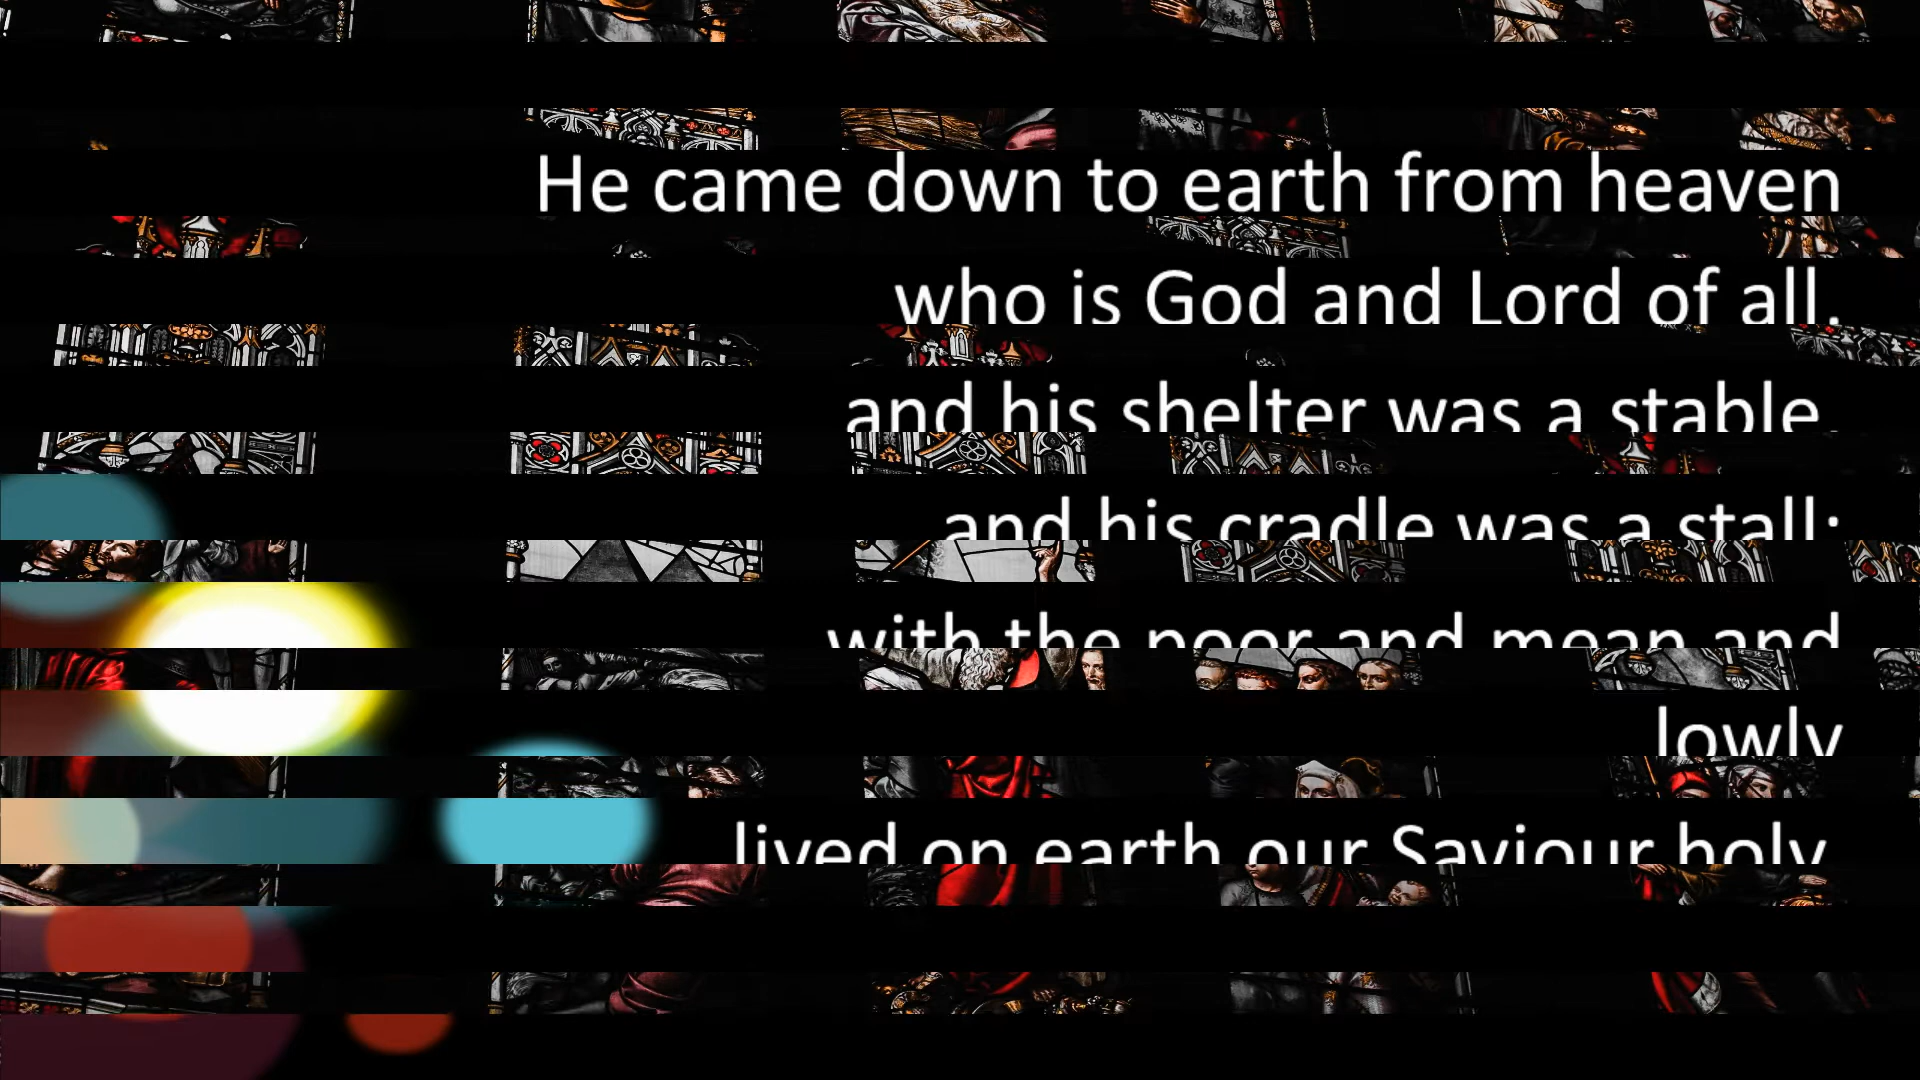 He came down to earth from heaven
who is God and Lord of all,
and his shelter was a stable,
and his cradle was a stall;
with the poor and mean and
lowly
lived on earth our Saviour holy.